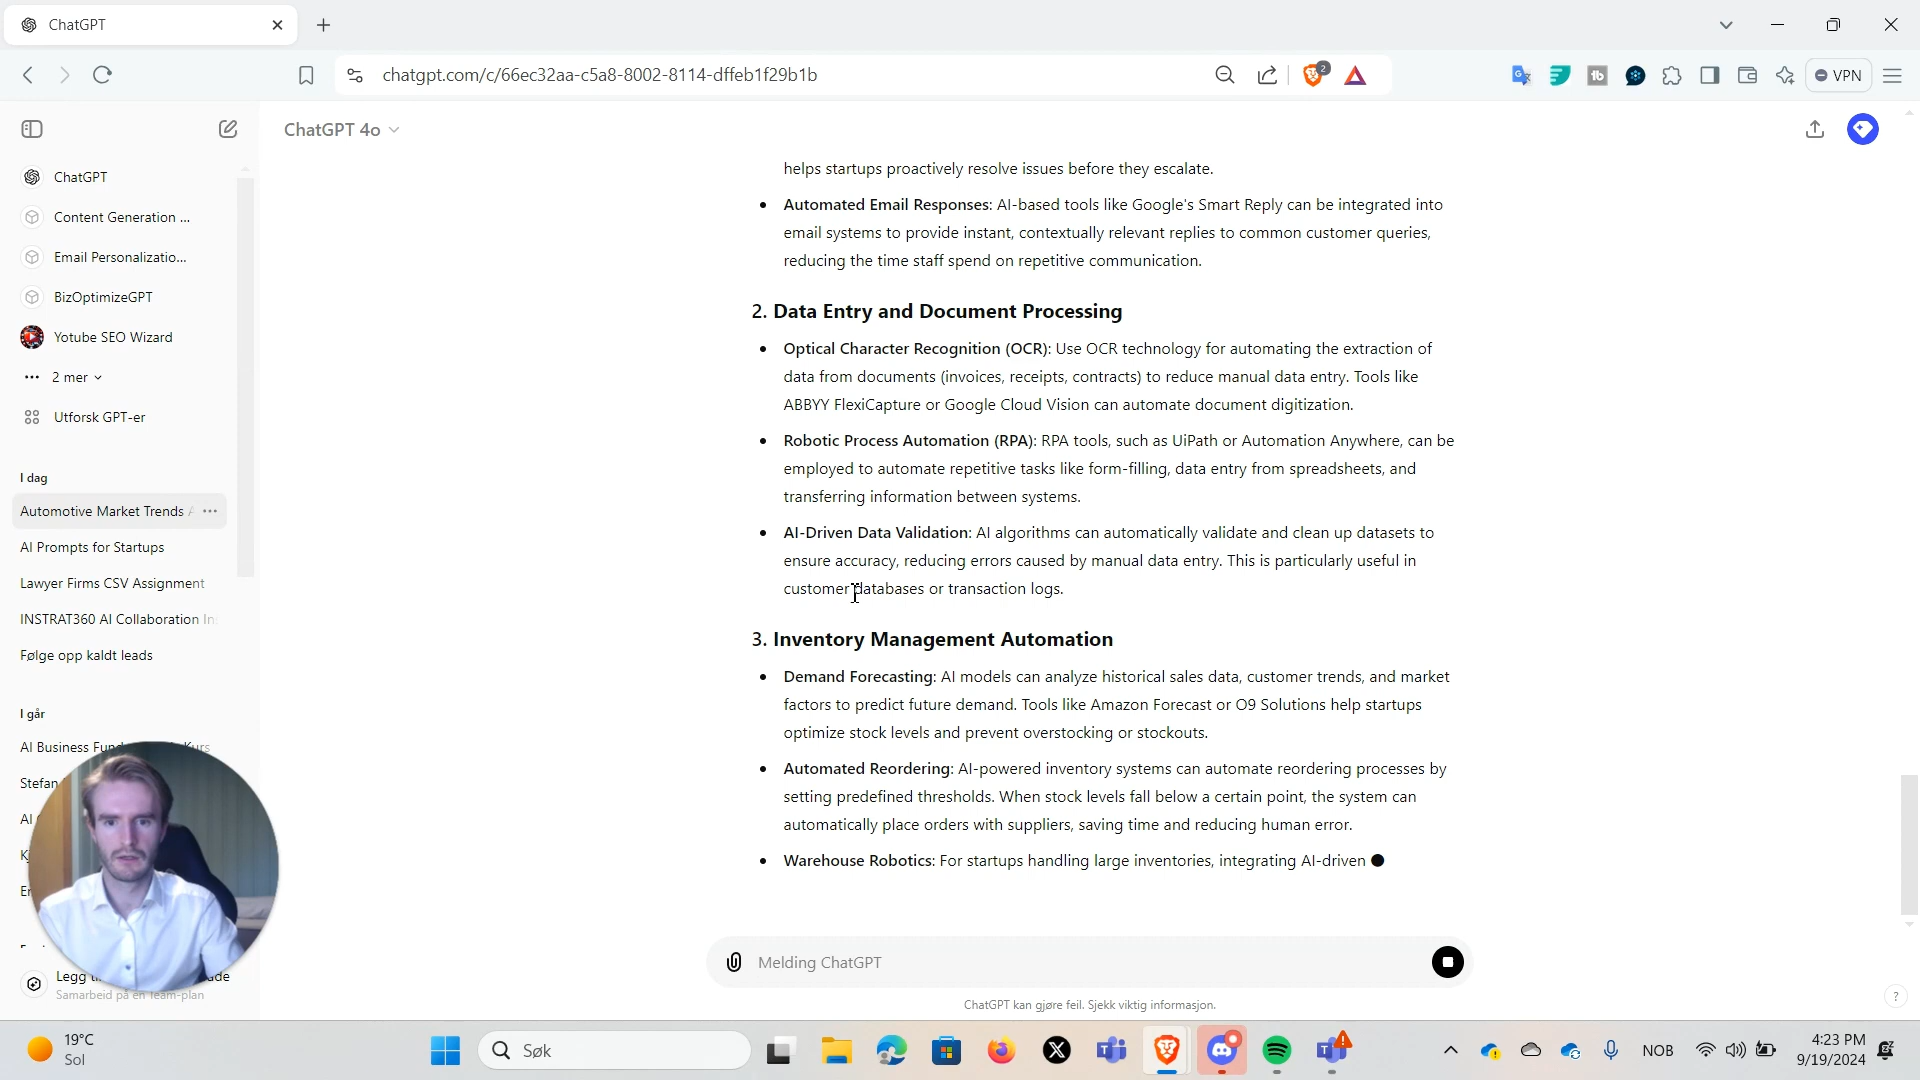 ChatGPT
chatgpt.com/c/66ec32aa-c5a8-8002-8114-dffeb1f29b1b
2
VPN
ChatGPT 4o
ChatGPT
Content Generation ...
Email Personalizatio...
BizOptimizeGPT
Yotube SEO Wizard
2 mer
Utforsk GPT-er
I dag
Automotive Market Trends
AI Prompts for Startups
Lawyer Firms CSV Assignment
INSTRAT360 AI Collaboration
Følge opp kaldt leads
I går
AI Business
Stefan
Legg
Samarbeid på en Team-plan
helps startups proactively resolve issues before they escalate.
• Automated Email Responses: AI-based tools like Google's Smart Reply can be integrated into
email systems to provide instant, contextually relevant replies to common customer queries,
reducing the time staff spend on repetitive communication.
2. Data Entry and Document Processing
• Optical Character Recognition (OCR): Use OCR technology for automating the extraction of
data from documents (invoices, receipts, contracts) to reduce manual data entry. Tools like
ABBYY FlexiCapture or Google Cloud Vision can automate document digitization.
• Robotic Process Automation (RPA): RPA tools, such as UiPath or Automation Anywhere, can be
employed to automate repetitive tasks like form-filling, data entry from spreadsheets, and
transferring information between systems.
• AI-Driven Data Validation: AI algorithms can automatically validate and clean up datasets to
ensure accuracy, reducing errors caused by manual data entry. This is particularly useful in
customer databases or transaction logs.
3. Inventory Management Automation
• Demand Forecasting: AI models can analyze historical sales data, customer trends, and market
factors to predict future demand. Tools like Amazon Forecast or O9 Solutions help startups
optimize stock levels and prevent overstocking or stockouts.
• Automated Reordering: AI-powered inventory systems can automate reordering processes by
setting predefined thresholds. When stock levels fall below a certain point, the system can
automatically place orders with suppliers, saving time and reducing human error.
• Warehouse Robotics: For startups handling large inventories, integrating AI-driven
Melding ChatGPT
ChatGPT kan gjøre feil. Sjekk viktig informasjon.
?
19°C
Sol
Søk
NOB
4:23 PM
9/19/2024